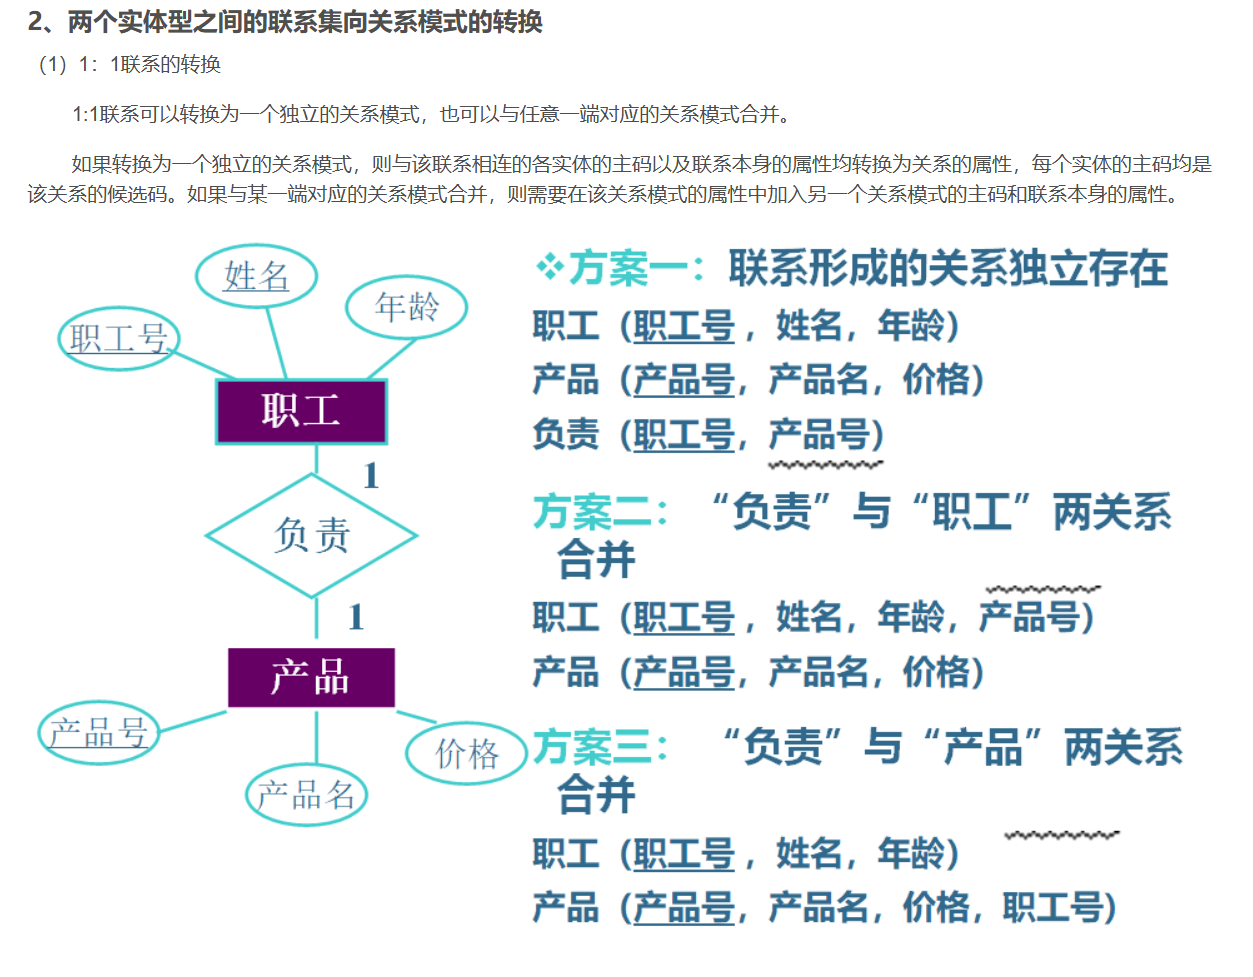 2、两个实体型之间的联系集向关系模式的转换
（1）1：1联系的转换
1:1联系可以转换为一个独立的关系模式，也可以与任意一端对应的关系模式合并。
如果转换为一个独立的关系模式，则与该联系相连的各实体的主码以及联系本身的属性均转换为关系的属性，每个实体的主码均是
该关系的候选码。如果与某一端对应的关系模式合并，则需要在该关系模式的属性中加入另一个关系模式的主码和联系本身的属性。
姓名
职工号
年龄
职工
1
负责
1
产品
产品号
产品名
价格
❖方案一：联系形成的关系独立存在
职工（职工号，姓名，年龄）
产品（产品号，产品名，价格）
负责（职工号，产品号）
方案二：“负责”与“职工”两关系
合并
职工（职工号，姓名，年龄，产品号）
产品（产品号，产品名，价格）
方案三：“负责”与“产品”两关系
合并
职工（职工号，姓名，年龄）
产品（产品号，产品名，价格，职工号）